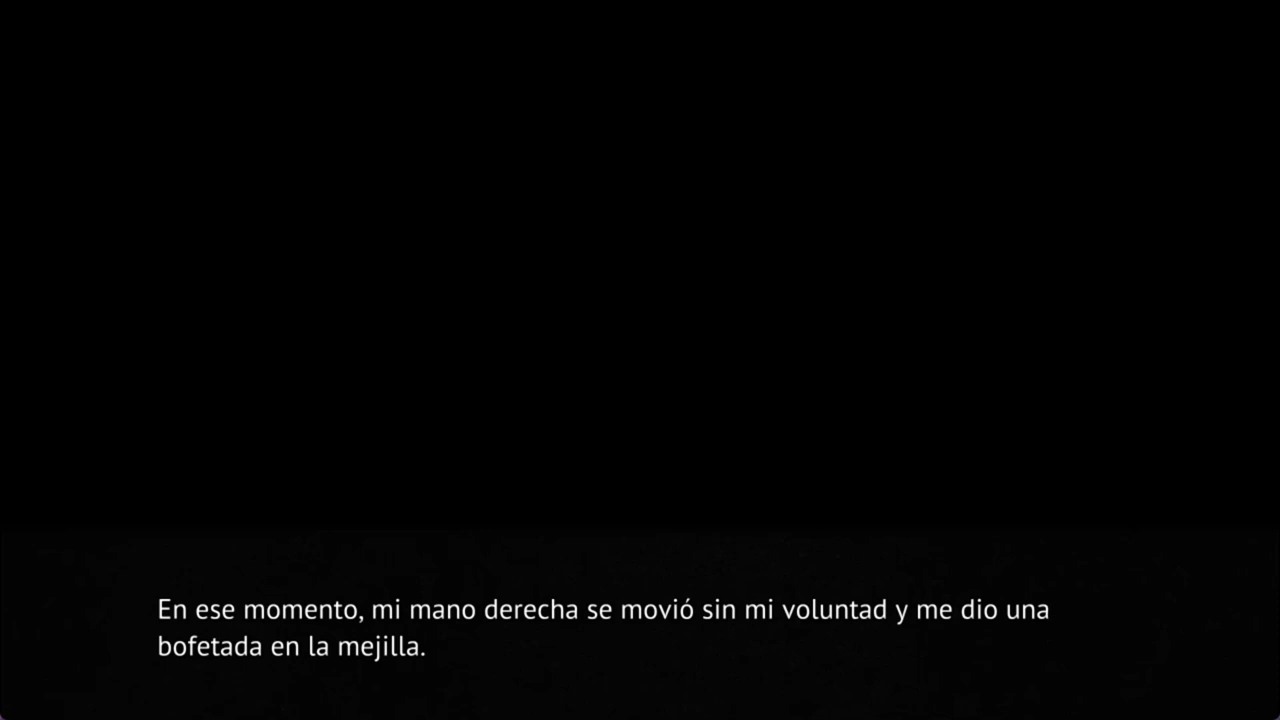 En ese momento, mi mano derecha se movió sin mi voluntad y me dio una
bofetada en la mejilla.